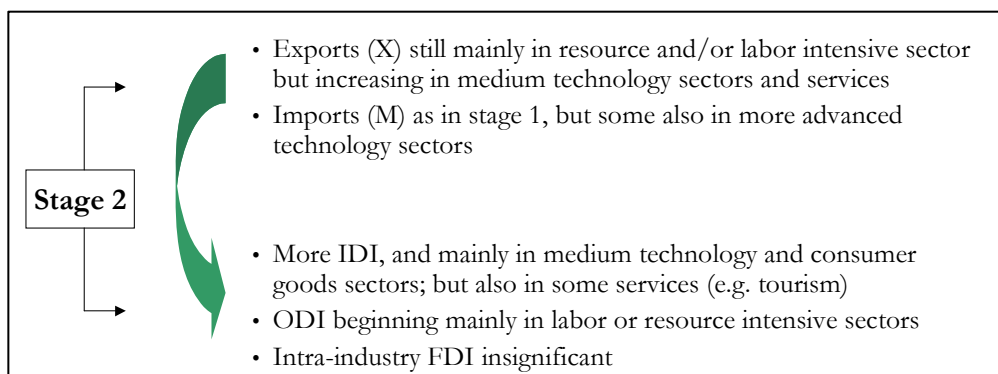 • Exports (X) still mainly in resource and/or labor intensive sector
but increasing in medium technology sectors and services
• Imports (M) as in stage 1, but some also in more advanced
technology sectors
Stage 2
• More IDI, and mainly in medium technology and consumer
goods sectors; but also in some services (e.g. tourism)
• ODI beginning mainly in labor or resource intensive sectors
• Intra-industry FDI insignificant